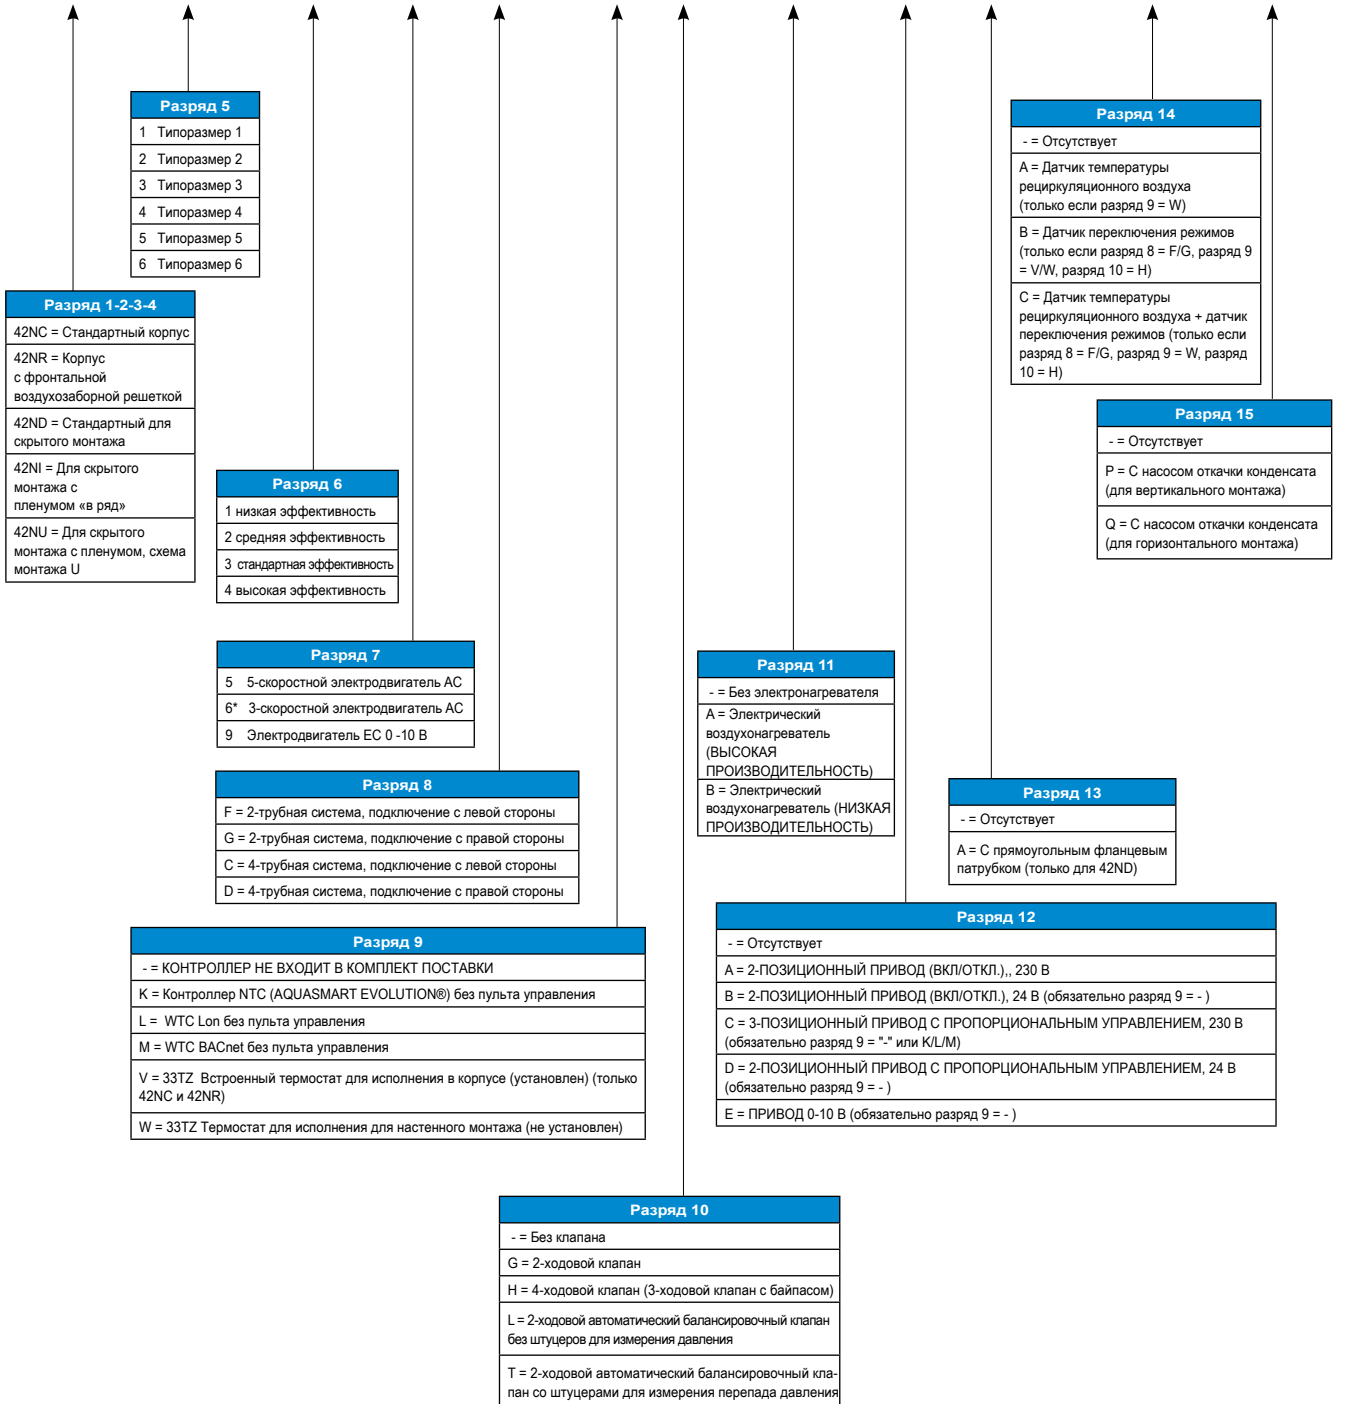 Разряд 5
1 Типоразмер 1
2 Типоразмер 2
3 Типоразмер 3
4 Типоразмер 4
5 Типоразмер 5
6 Типоразмер 6
Разряд 14
- = Отсутствует
A = Датчик температуры
рециркуляционного воздуха
(только если разряд 9 = W)
B = Датчик переключения режимов
(только если разряд 8 = F/G, разряд 9
= V/W, разряд 10 = H)
C = Датчик температуры
рециркуляционного воздуха + датчик
переключения режимов (только если
разряд 8 = F/G, разряд 9 = W, разряд
10 = H)
Разряд 1-2-3-4
42NC = Стандартный корпус
42NR = Корпус
с фронтальной
воздухозаборной решеткой
42ND = Стандартный для
скрытого монтажа
42NI = Для скрытого
монтажа с
пленумом «в ряд»
42NU = Для скрытого
монтажа с пленумом, схема
монтажа U
Разряд 15
- = Отсутствует
P = С насосом откачки конденсата
(для вертикального монтажа)
Q = С насосом откачки конденсата
(для горизонтального монтажа)
Разряд 6
1 низкая эффективность
2 средняя эффективность
3 стандартная эффективность
4 высокая эффективность
Разряд 7
5 5-скоростной электродвигатель AC
6* 3-скоростной электродвигатель AC
9 Электродвигатель EC 0 -10 В
Разряд 11
- = Без электронагревателя
A = Электрический
воздухонагреватель
(ВЫСОКАЯ
ПРОИЗВОДИТЕЛЬНОСТЬ)
B = Электрический
воздухонагреватель (НИЗКАЯ
ПРОИЗВОДИТЕЛЬНОСТЬ)
Разряд 8
F = 2-трубная система, подключение с левой стороны
G = 2-трубная система, подключение с правой стороны
C = 4-трубная система, подключение с левой стороны
D = 4-трубная система, подключение с правой стороны
Разряд 13
- = Отсутствует
A = С прямоугольным фланцевым
патрубком (только для 42ND)
Разряд 9
- = КОНТРОЛЛЕР НЕ ВХОДИТ В КОМПЛЕКТ ПОСТАВКИ
K = Контроллер NTC (AQUASMART EVOLUTION®) без пульта управления
L = WTC Lon без пульта управления
M = WTC BACnet без пульта управления
V = 33TZ Встроенный термостат для исполнения в корпусе (установлен) (только
42NC и 42NR)
W = 33TZ Термостат для исполнения для настенного монтажа (не установлен)
Разряд 12
- = Отсутствует
A = 2-ПОЗИЦИОННЫЙ ПРИВОД (ВКЛ/ОТКЛ.),, 230 В
B = 2-ПОЗИЦИОННЫЙ ПРИВОД (ВКЛ/ОТКЛ.), 24 В (обязательно разряд 9 = - )
C = 3-ПОЗИЦИОННЫЙ ПРИВОД С ПРОПОРЦИОНАЛЬНЫМ УПРАВЛЕНИЕМ, 230 В
(обязательно разряд 9 = "-" или K/L/M)
D = 2-ПОЗИЦИОННЫЙ ПРИВОД С ПРОПОРЦИОНАЛЬНЫМ УПРАВЛЕНИЕМ, 24 В
(обязательно разряд 9 = - )
E = ПРИВОД 0-10 В (обязательно разряд 9 = - )
Разряд 10
- = Без клапана
G = 2-ходовой клапан
H = 4-ходовой клапан (3-ходовой клапан с байпасом)
L = 2-ходовой автоматический балансировочный клапан
без штуцеров для измерения давления
T = 2-ходовой автоматический балансировочный кла-
пан со штуцерами для измерения перепада давления